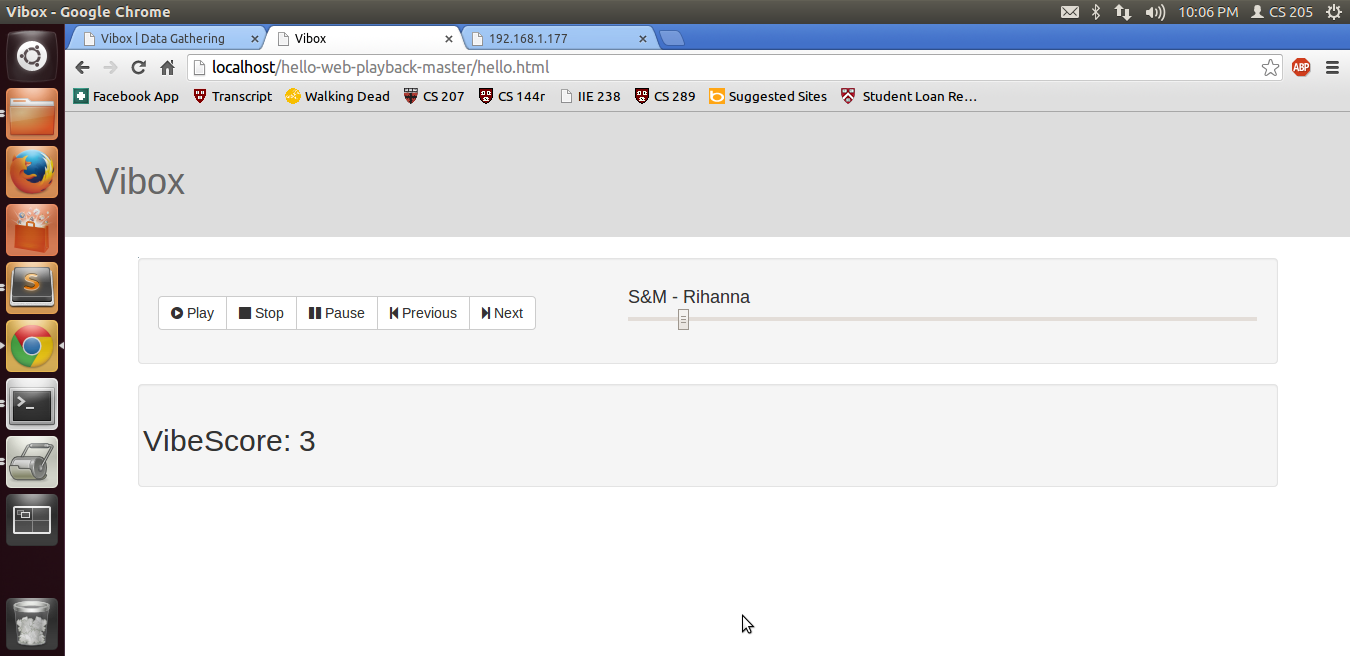 Vibox - Google Chrome 10:06 PM CS 205
Vibox | Data Gathering Vibox 192.168.1.177
localhost/hello-web-playback-master/hello.html ABP
Facebook App Transcript Walking Dead CS 207 CS 144r IIE 238 CS 289 Suggested Sites Student Loan Re...
Vibox
S&M - Rihanna
Play Stop Pause Previous Next
VibeScore: 3